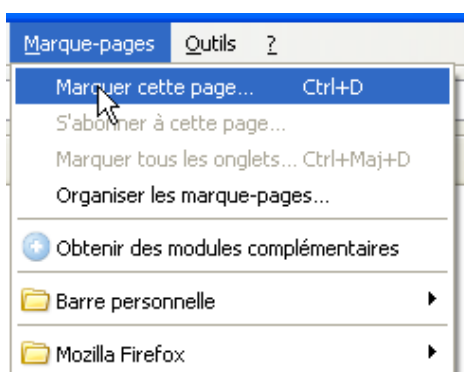 Marque-pages Outils ?
Marquer cette page... Ctrl+D
S'abonner à cette page...
Marquer tous les onglets... Ctrl+Maj+D
Organiser les marque-pages...
Obtenir des modules complémentaires
Barre personnelle
Mozilla Firefox